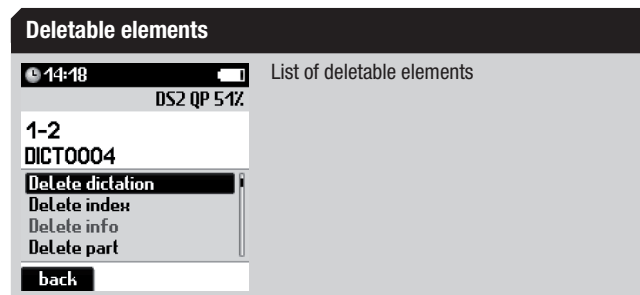 Deletable elements
14:18
DS2 QP 51%
1-2
DICT0004
Delete dictation
Delete index
Delete info
Delete part
back
List of deletable elements